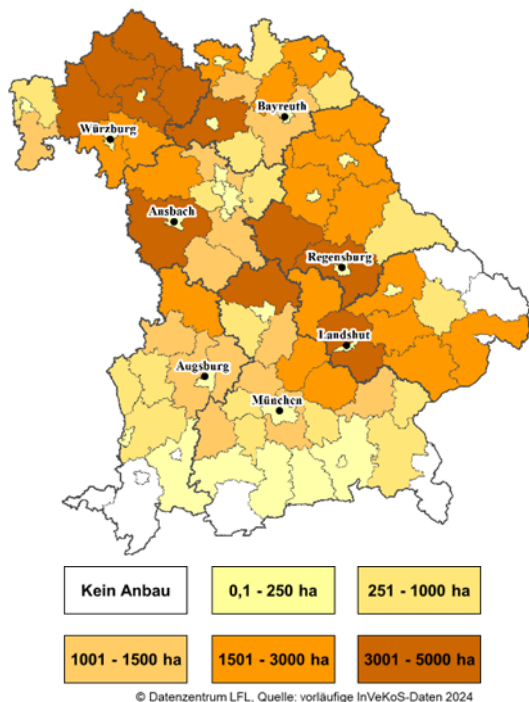 Bayreuth
Würzburg
Ansbach
Regensburg
Landshut
Augsburg
München
Kein Anbau
0,1 - 250 ha
251 - 1000 ha
1001 - 1500 ha
1501 - 3000 ha
3001 - 5000 ha
© Datenzentrum LFL, Quelle: vorläufige InVeKoS-Daten 2024